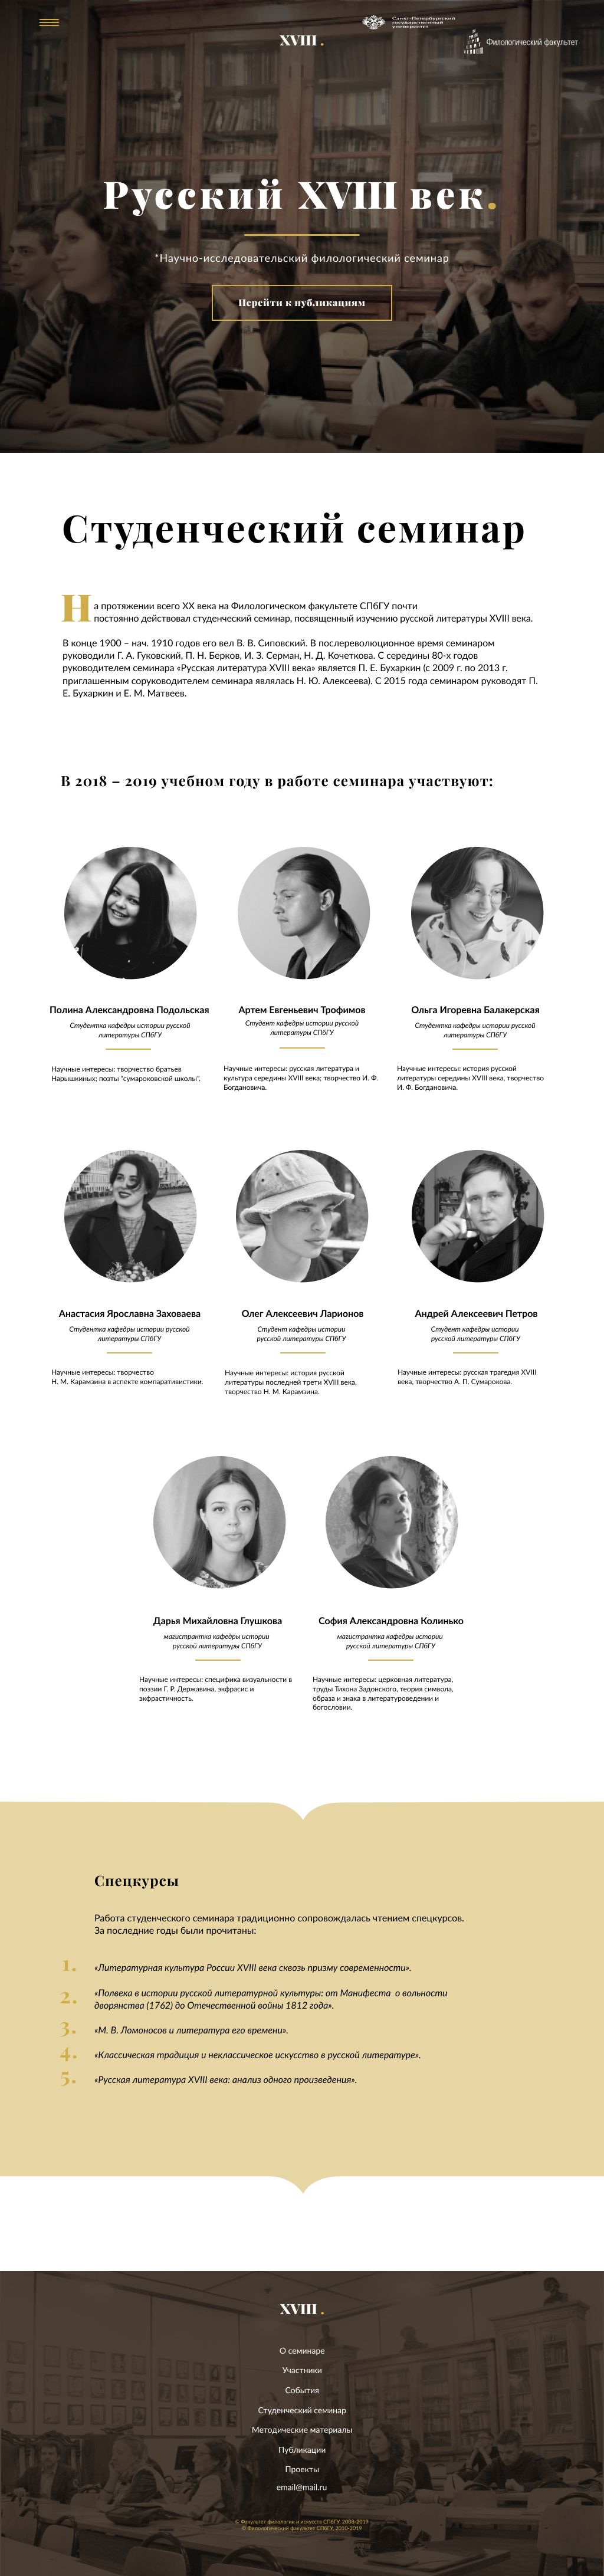 Санкт-Петербургский
государственный
университет
XVIII .
Филологический факультет
Русский XVIII век.
*Научно-исследовательский филологический семинар
Перейти к публикациям
Студенческий семинар
На протяжении всего XX века на Филологическом факультете СПбГУ почти
постоянно действовал студенческий семинар, посвященный изучению русской литературы XVIII века.
В конце 1900 – нач. 1910 годов его вел В. В. Сиповский. В послереволюционное время семинаром
руководили Г. А. Гуковский, П. Н. Берков, И. З. Серман, Н. Д. Кочеткова. С середины 80-х годов
руководителем семинара «Русская литература XVIII века» является П. Е. Бухаркин (с 2009 г. по 2013 г.
приглашенным соруководителем семинара являлась Н. Ю. Алексеева). С 2015 года семинаром руководят П.
Е. Бухаркин и Е. М. Матвеев.
В 2018 – 2019 учебном году в работе семинара участвуют:
Полина Александровна Подольская
Студентка кафедры истории русской
литературы СПбГУ
Научные интересы: творчество братьев
Нарышкиных; поэты "сумароковской школы".
Артем Евгеньевич Трофимов
Студент кафедры истории русской
литературы СПбГУ
Научные интересы: русская литература и
культура середины XVIII века; творчество И. Ф.
Богдановича.
Ольга Игоревна Балакерская
Студентка кафедры истории русской
литературы СПбГУ
Научные интересы: история русской
литературы середины XVIII века, творчество
И. Ф. Богдановича.
Анастасия Ярославна Заховаева
Студентка кафедры истории русской
литературы СПбГУ
Научные интересы: творчество
Н. М. Карамзина в аспекте компаративистики.
Олег Алексеевич Ларионов
Студент кафедры истории
русской литературы СПбГУ
Научные интересы: история русской
литературы последней трети XVIII века,
творчество Н. М. Карамзина.
Андрей Алексеевич Петров
Студент кафедры истории
русской литературы СПбГУ
Научные интересы: русская трагедия XVIII
века, творчество А. П. Сумарокова.
Дарья Михайловна Глушкова
магистрантка кафедры истории
русской литературы СПбГУ
Научные интересы: специфика визуальности в
поэзии Г. Р. Державина, экфрасис и
экфрастичность.
София Александровна Колинько
магистрантка кафедры истории
русской литературы СПбГУ
Научные интересы: церковная литература,
труды Тихона Задонского, теория символа,
образа и знака в литературоведении и
богословии.
Спецкурсы
Работа студенческого семинара традиционно сопровождалась чтением спецкурсов.
За последние годы были прочитаны:
1. «Литературная культура России XVIII века сквозь призму современности».
2. «Полвека в истории русской литературной культуры: от Манифеста о вольности
дворянства (1762) до Отечественной войны 1812 года».
3. «М. В. Ломоносов и литература его времени».
4. «Классическая традиция и неклассическое искусство в русской литературе».
5. «Русская литература XVIII века: анализ одного произведения».
XVIII .
О семинаре
Участники
События
Студенческий семинар
Методические материалы
Публикации
Проекты
email@mail.ru
© Факультет филологии и искусств СПбГУ, 2008-2019
© Филологический факультет СПбГУ, 2010-2019